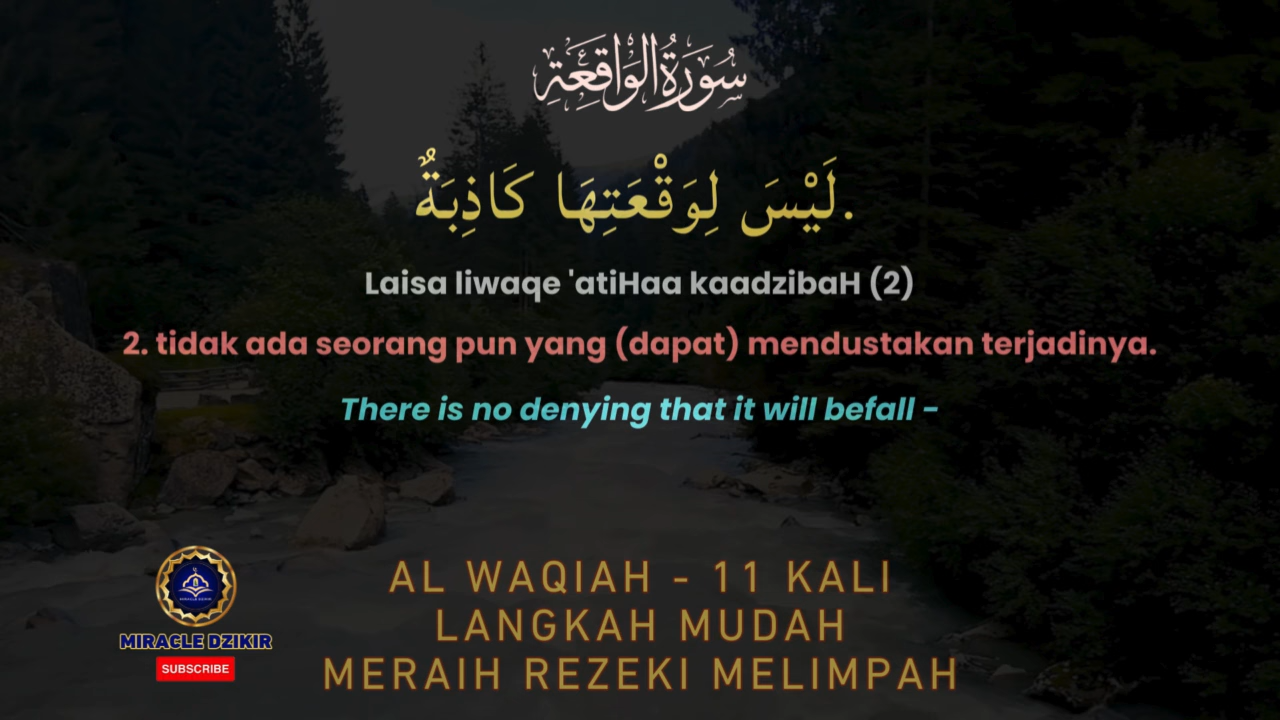 سُورَةُ الوَاقِعَةِ
لَيْسَ لِوَقْعَتِهَا كَاذِبَةٌ.
Laisa liwaqe 'atiHaa kaadzibaH (2)
2. tidak ada seorang pun yang (dapat) mendustakan terjadinya.
There is no denying that it will befall -
AL WAQIAH - 11 KALI
LANGKAH MUDAH
MERAIH REZEKI MELIMPAH
MIRACLE DZIKIR
MIRACLE DZIKIR
SUBSCRIBE